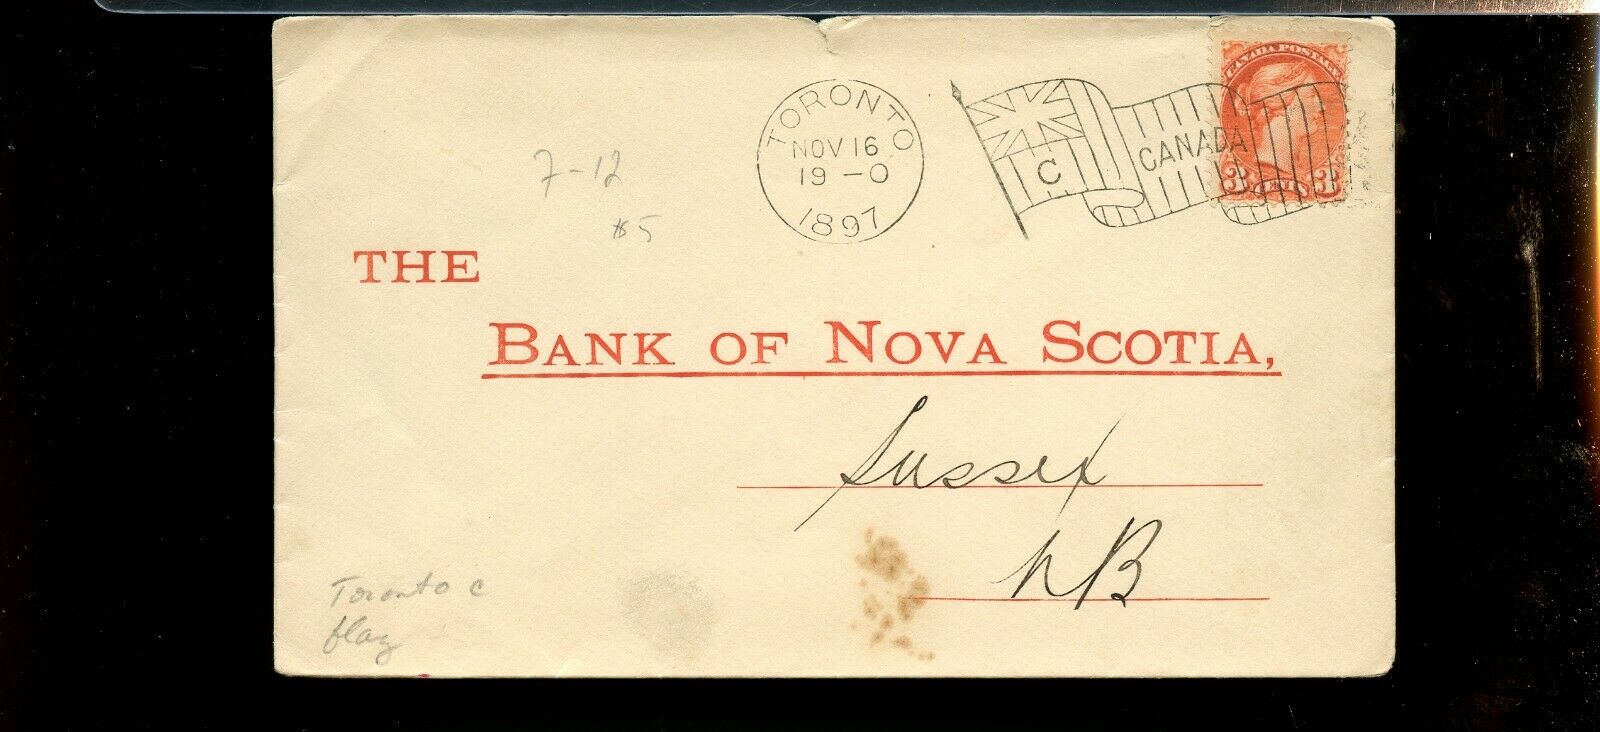 TORONTO
NOV 16
19 - 0
1897
C
CANADA
CANADA POSTAGE
3 CENTS 3
7-12
$5
THE
BANK OF NOVA SCOTIA,
Sussex
NB
Toronto C
flag